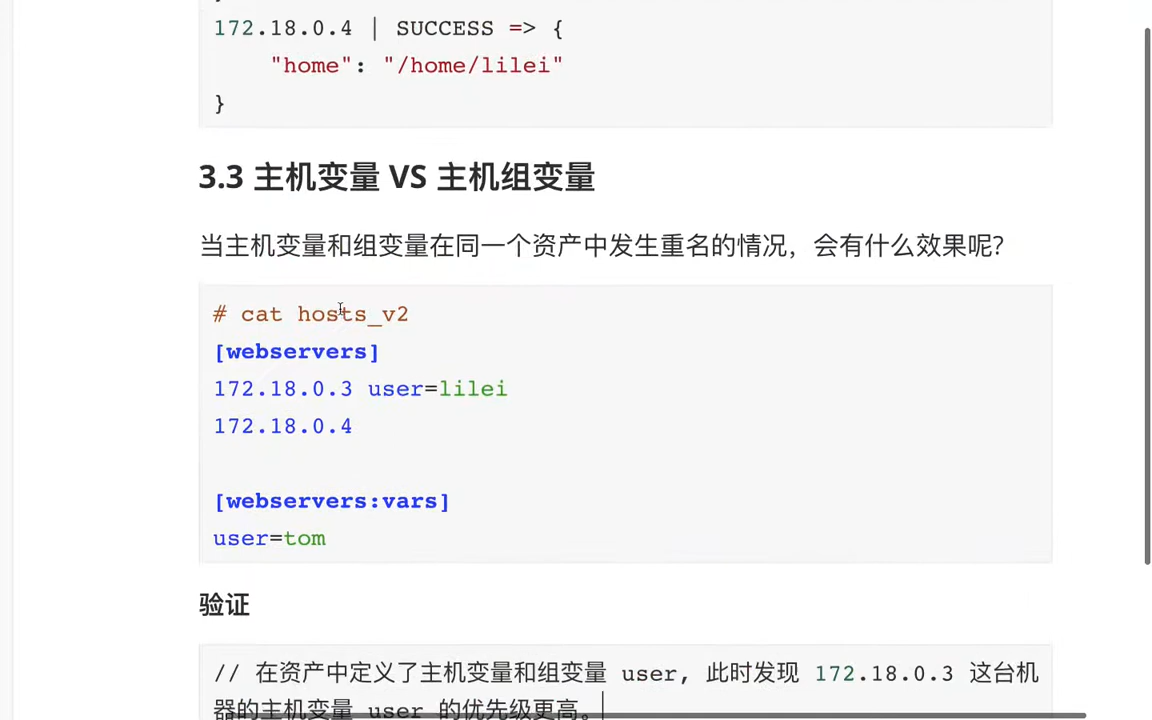 172.18.0.4 | SUCCESS => {
"home": "/home/lilei"
}
3.3 主机变量 VS 主机组变量
当主机变量和组变量在同一个资产中发生重名的情况，会有什么效果呢？
# cat hosts_v2
[webservers]
172.18.0.3 user=lilei
172.18.0.4
[webservers:vars]
user=tom
验证
// 在资产中定义了主机变量和组变量 user, 此时发现 172.18.0.3 这台机
器的主机变量 user 的优先级更高。